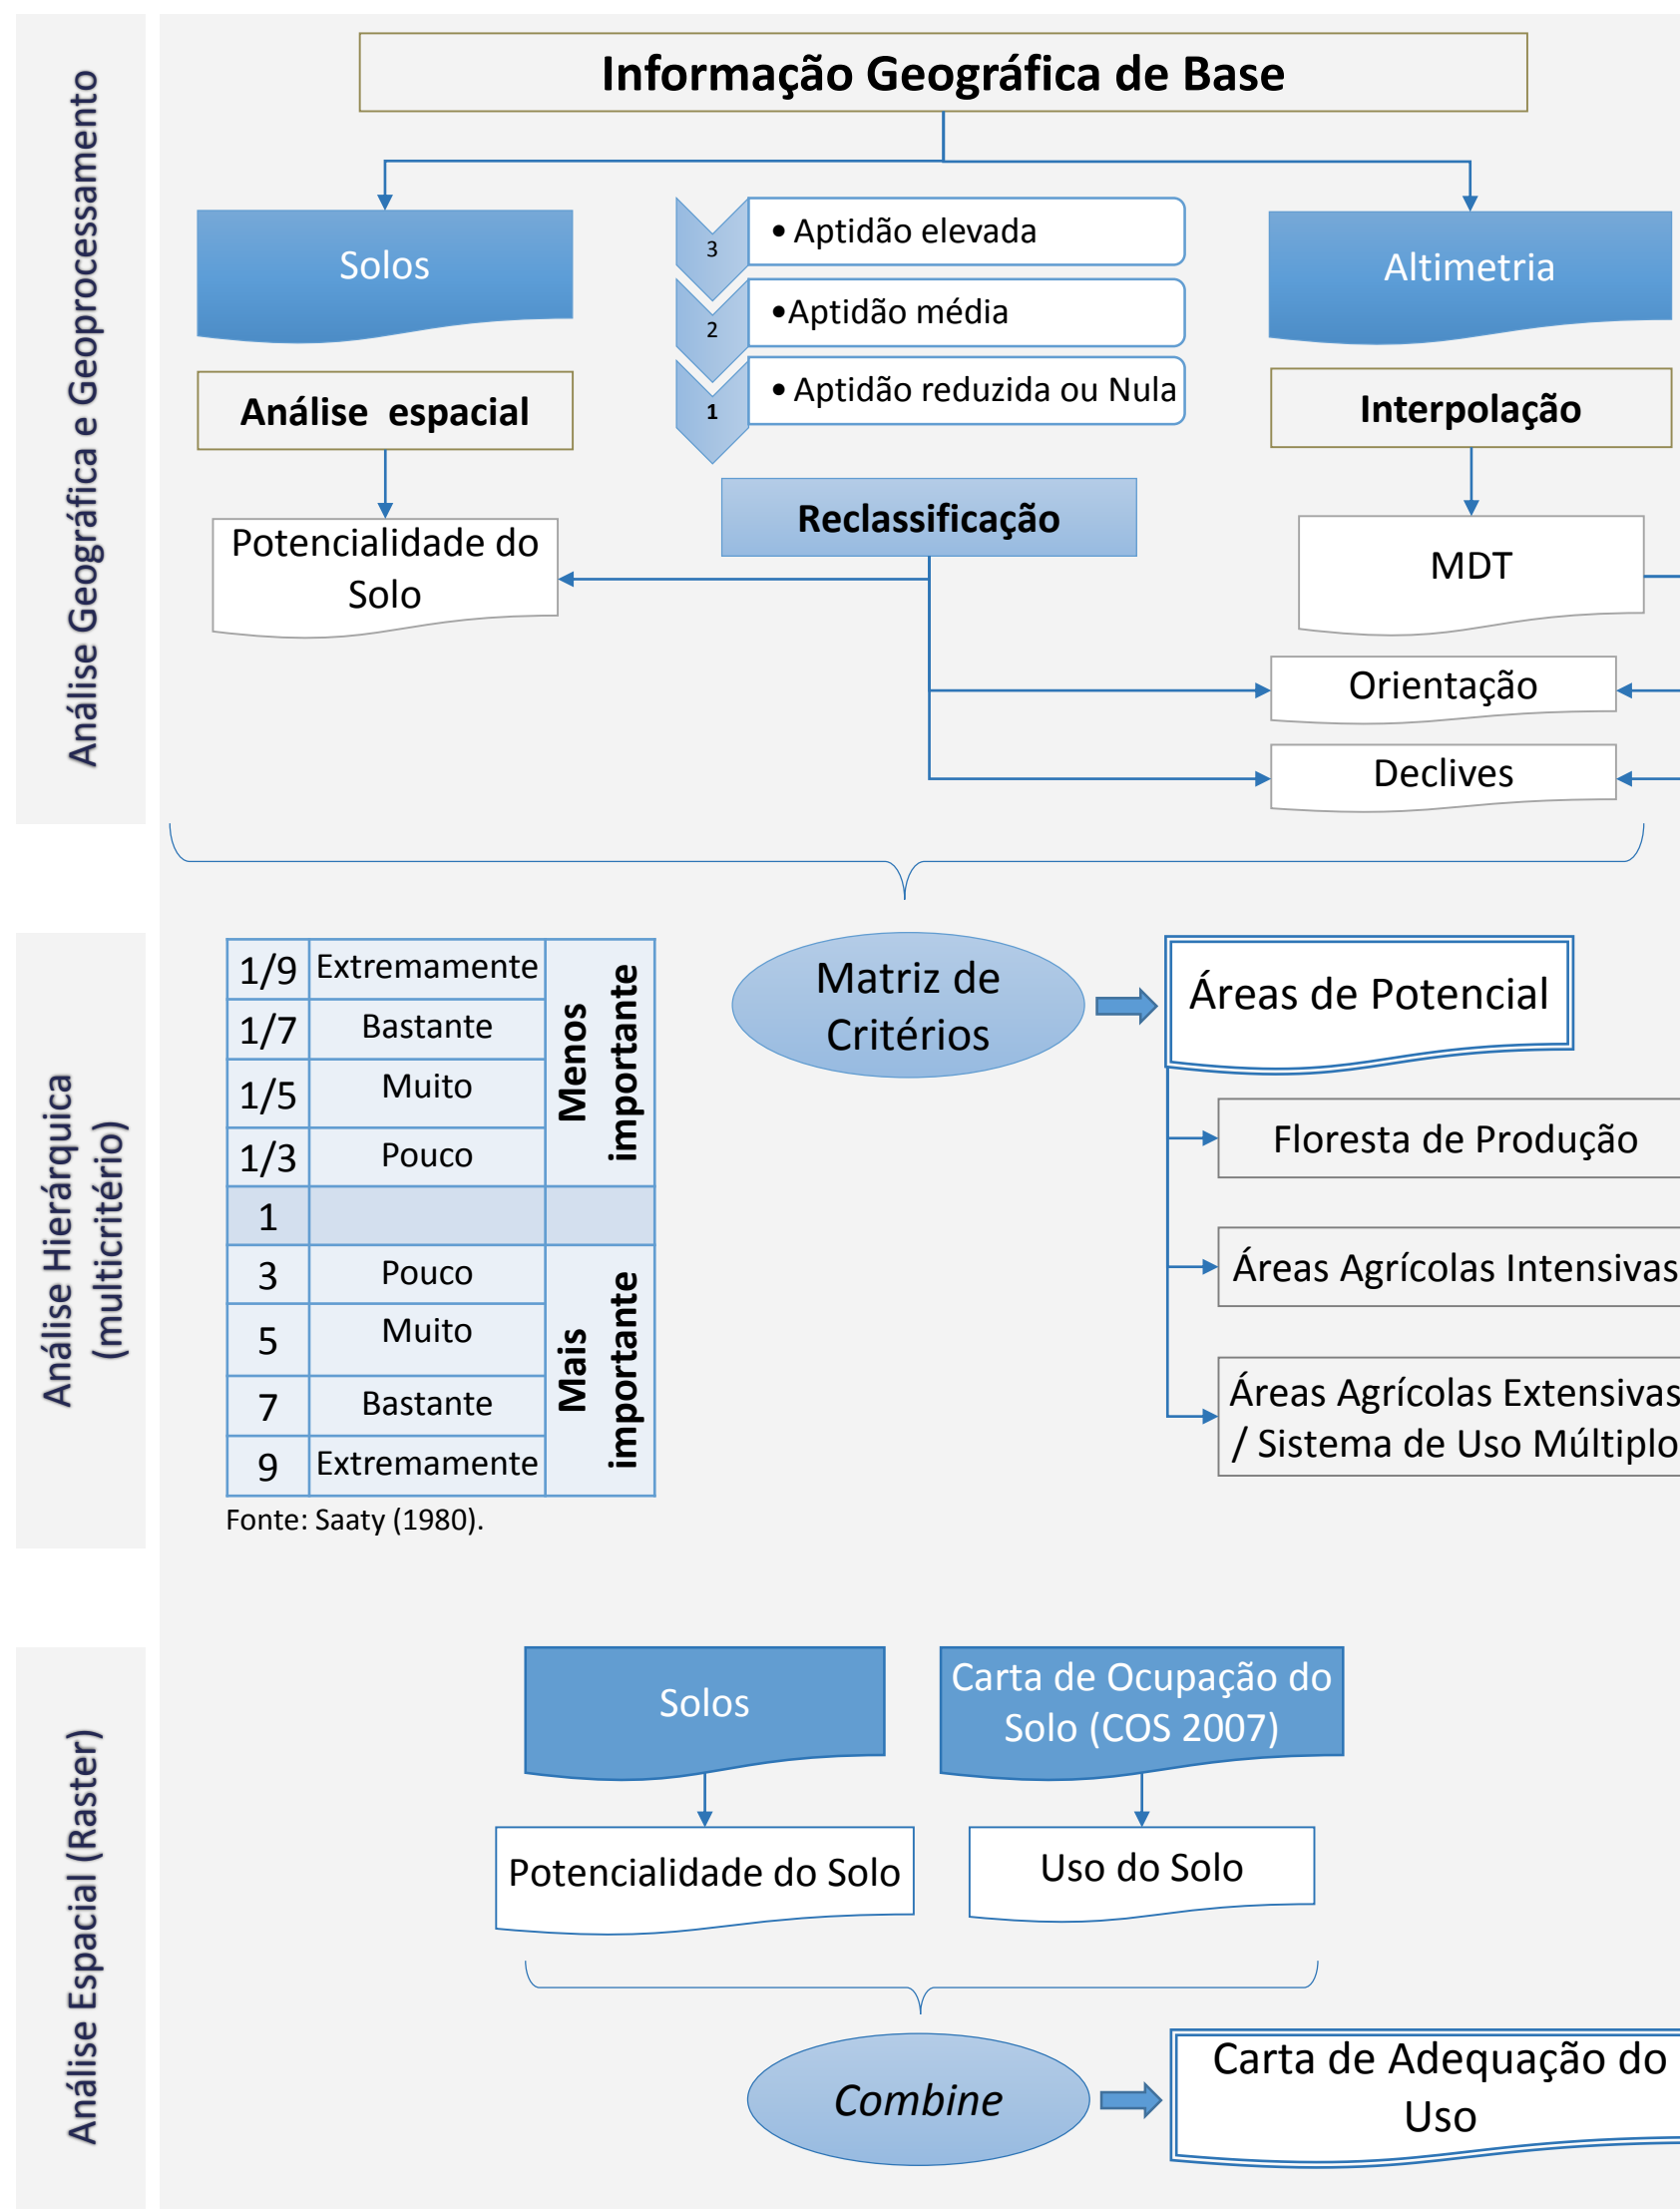 Análise Geográfica e Geoprocessamento
Informação Geográfica de Base
Solos
3
• Aptidão elevada
2
•Aptidão média
1
• Aptidão reduzida ou Nula
Altimetria
Análise espacial
Interpolação
Reclassificação
Potencialidade do
Solo
MDT
Orientação
Declives
Análise Hierárquica
(multicritério)
1/9 Extremamente
1/7 Bastante
1/5 Muito
1/3 Pouco
Menos
importante
1
3 Pouco
5 Muito
7 Bastante
9 Extremamente
Mais
importante
Fonte: Saaty (1980).
Matriz de
Critérios
Áreas de Potencial
Floresta de Produção
Áreas Agrícolas Intensivas
Áreas Agrícolas Extensivas
/ Sistema de Uso Múltiplo
Análise Espacial (Raster)
Solos
Carta de Ocupação do
Solo (COS 2007)
Potencialidade do Solo
Uso do Solo
Combine
Carta de Adequação do
Uso